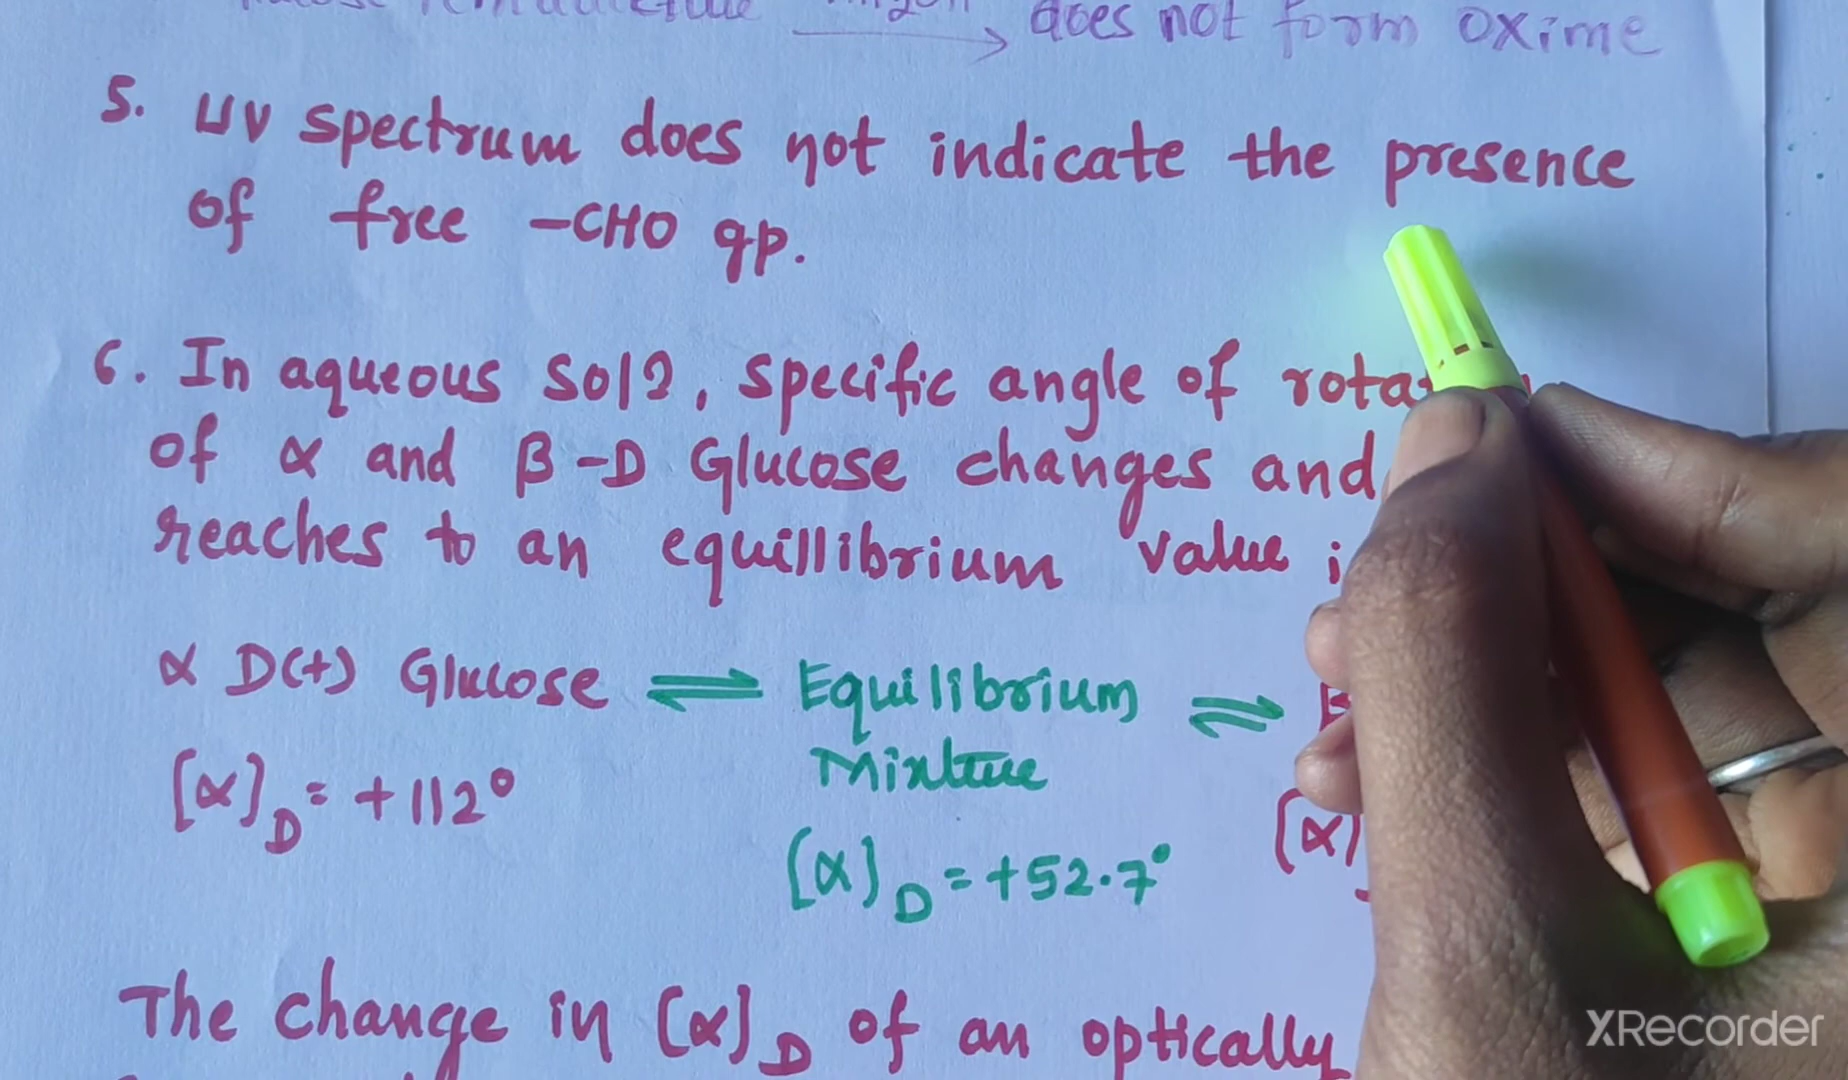 does not form oxime
5. UV spectrum does not indicate the presence
of free -CHO gp.
6. In aqueous Sol?, specific angle of
of α and β-D Glucose changes and
reaches to an equillibrium value
α D(+) Glucose ⇌ Equilibrium ⇌
Mixture
[α]D = +112°
[α]D = +52.7°
[α]
The change in [α]D of an optically
XRecorder